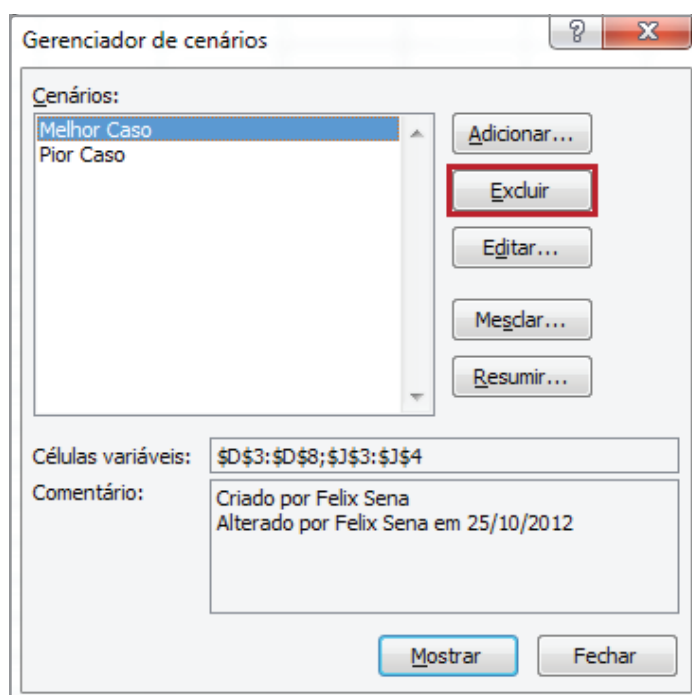 Gerenciador de cenários
Cenários:
Melhor Caso
Pior Caso
Adicionar...
Excluir
Editar...
Mesclar...
Resumir...
Células variáveis: $D$3:$D$8;$J$3:$J$4
Comentário:
Criado por Felix Sena
Alterado por Felix Sena em 25/10/2012
Mostrar
Fechar